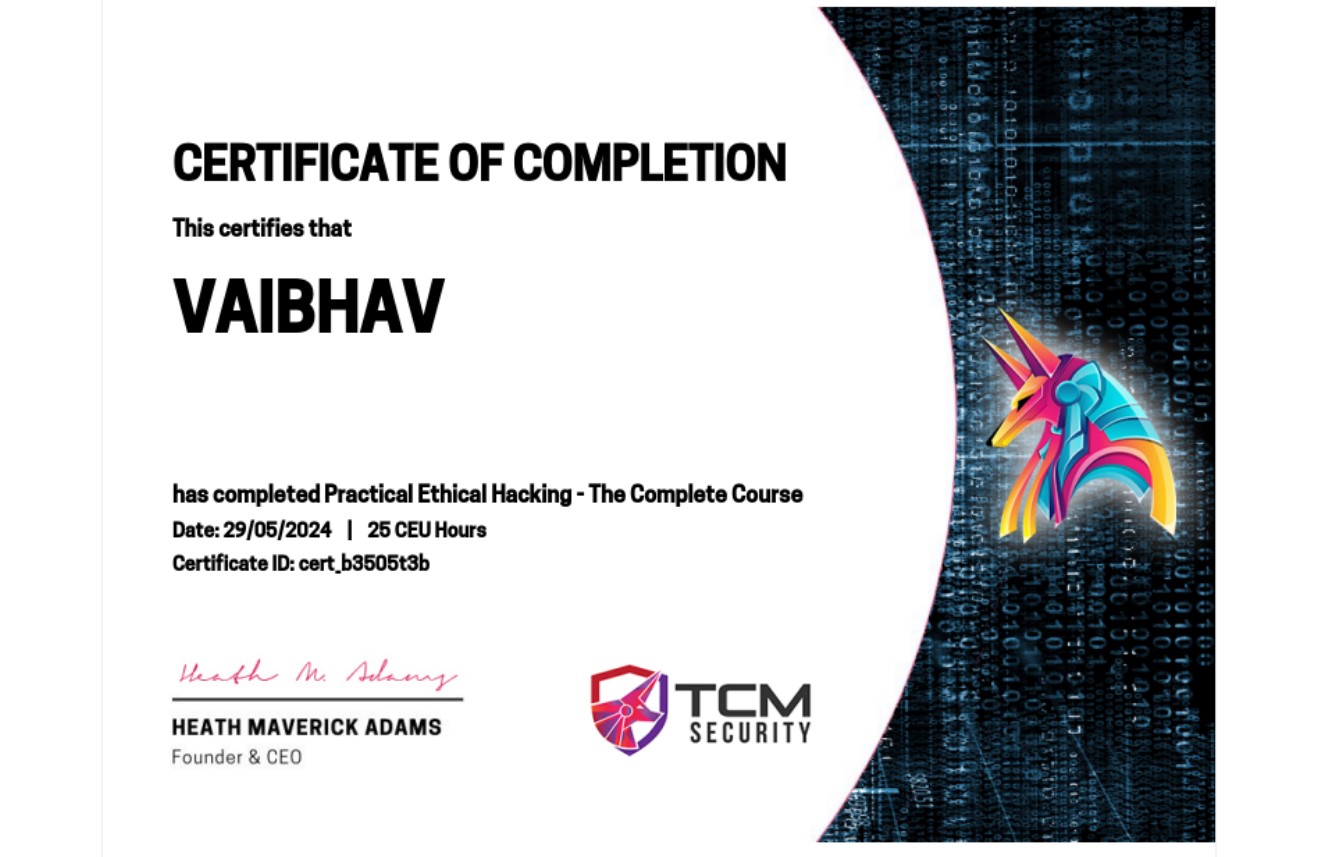 CERTIFICATE OF COMPLETION
This certifies that
VAIBHAV
has completed Practical Ethical Hacking - The Complete Course
Date: 29/05/2024 | 25 CEU Hours
Certificate ID: cert_b3505t3b
Heath M. Adams
HEATH MAVERICK ADAMS
Founder & CEO
TCM
SECURITY